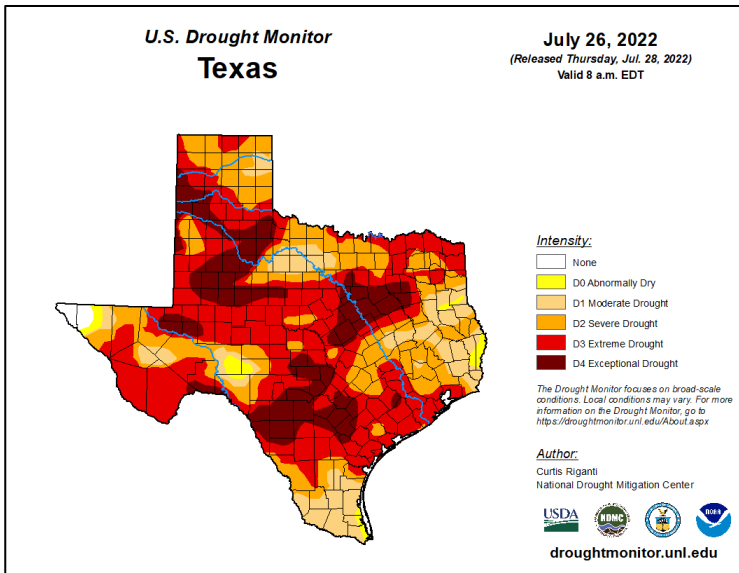 U.S. Drought Monitor
Texas
July 26, 2022
(Released Thursday, Jul. 28, 2022)
Valid 8 a.m. EDT
Intensity:
None
D0 Abnormally Dry
D1 Moderate Drought
D2 Severe Drought
D3 Extreme Drought
D4 Exceptional Drought
The Drought Monitor focuses on broad-scale
conditions. Local conditions may vary. For more
information on the Drought Monitor, go to
https://droughtmonitor.unl.edu/About.aspx
Author:
Curtis Riganti
National Drought Mitigation Center
USDA
NDMC
NOAA
droughtmonitor.unl.edu